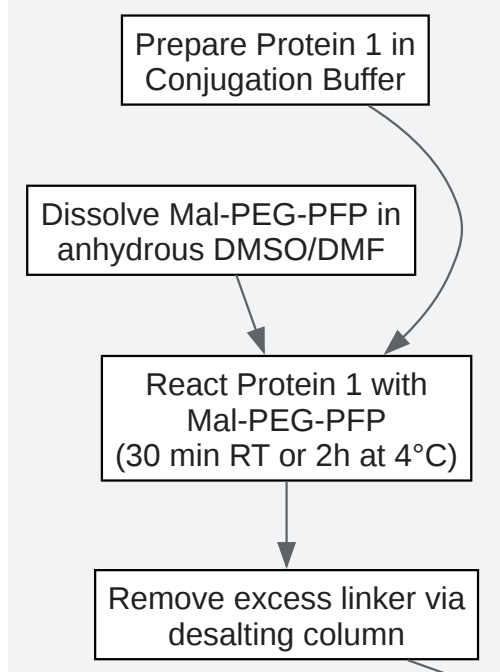 Prepare Protein 1 in
Conjugation Buffer
Dissolve Mal-PEG-PFP in
anhydrous DMSO/DMF
React Protein 1 with
Mal-PEG-PFP
(30 min RT or 2h at 4°C)
Remove excess linker via
desalting column